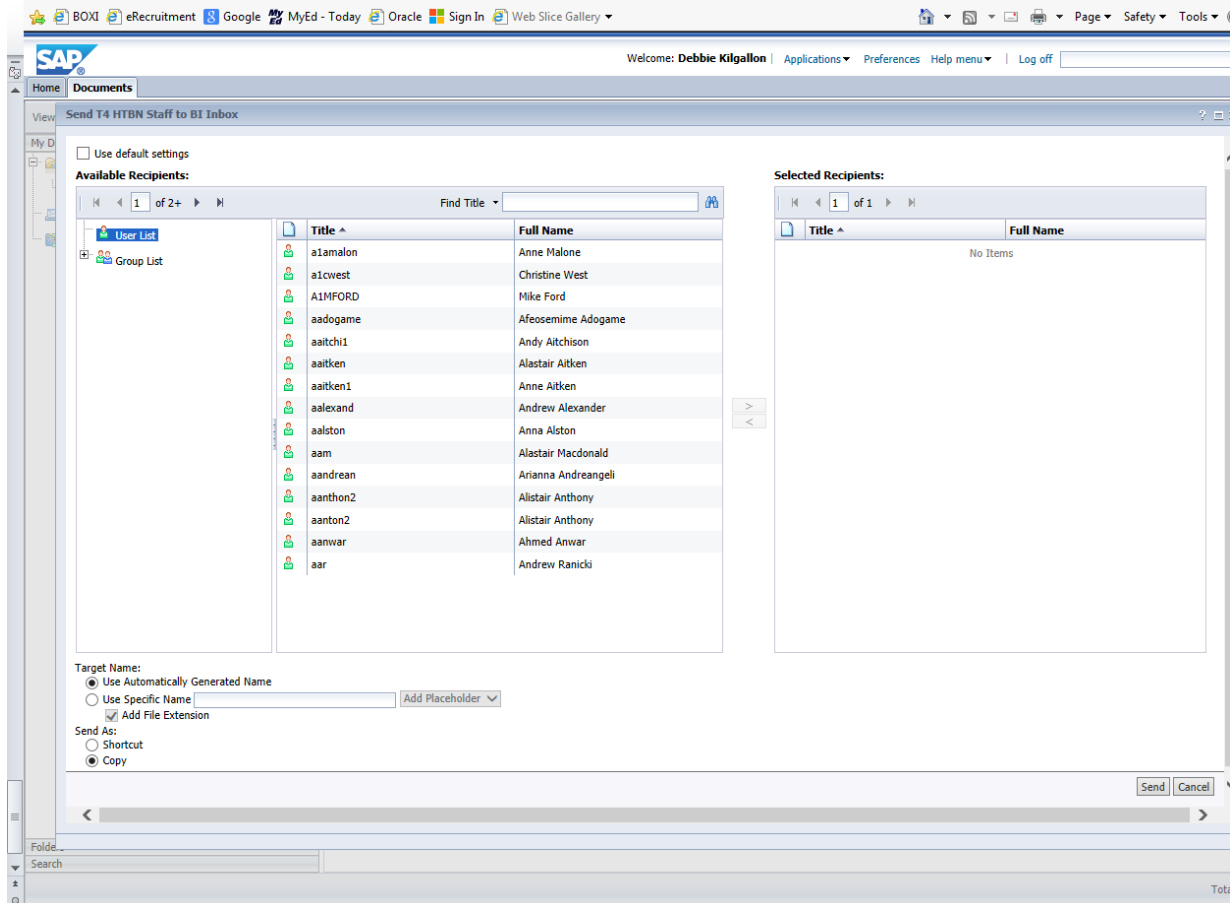 BOXI eRecruitment Google MyEd - Today Oracle Sign In Web Slice Gallery Page Safety Tools
SAP Welcome: Debbie Kilgallon Applications Preferences Help menu Log off
Home Documents
View Send T4 HTBN Staff to BI Inbox ?
My D
Use default settings
Available Recipients: Selected Recipients:
1 of 2+ Find Title 1 of 1
User List Title Full Name Title Full Name
Group List a1amalon Anne Malone No Items
a1cwest Christine West
A1MFORD Mike Ford
aadogame Afeosemime Adogame
aaitchi1 Andy Aitchison
aaitken Alastair Aitken
aaitken1 Anne Aitken
aalexand Andrew Alexander >
aalston Anna Alston <
aam Alastair Macdonald
aandrean Arianna Andreangeli
aanthon2 Alistair Anthony
aanton2 Alistair Anthony
aanwar Ahmed Anwar
aar Andrew Ranicki
Target Name:
Use Automatically Generated Name
Use Specific Name Add Placeholder
Add File Extension
Send As:
Shortcut
Copy
Send Cancel
Folders
Search
Tota